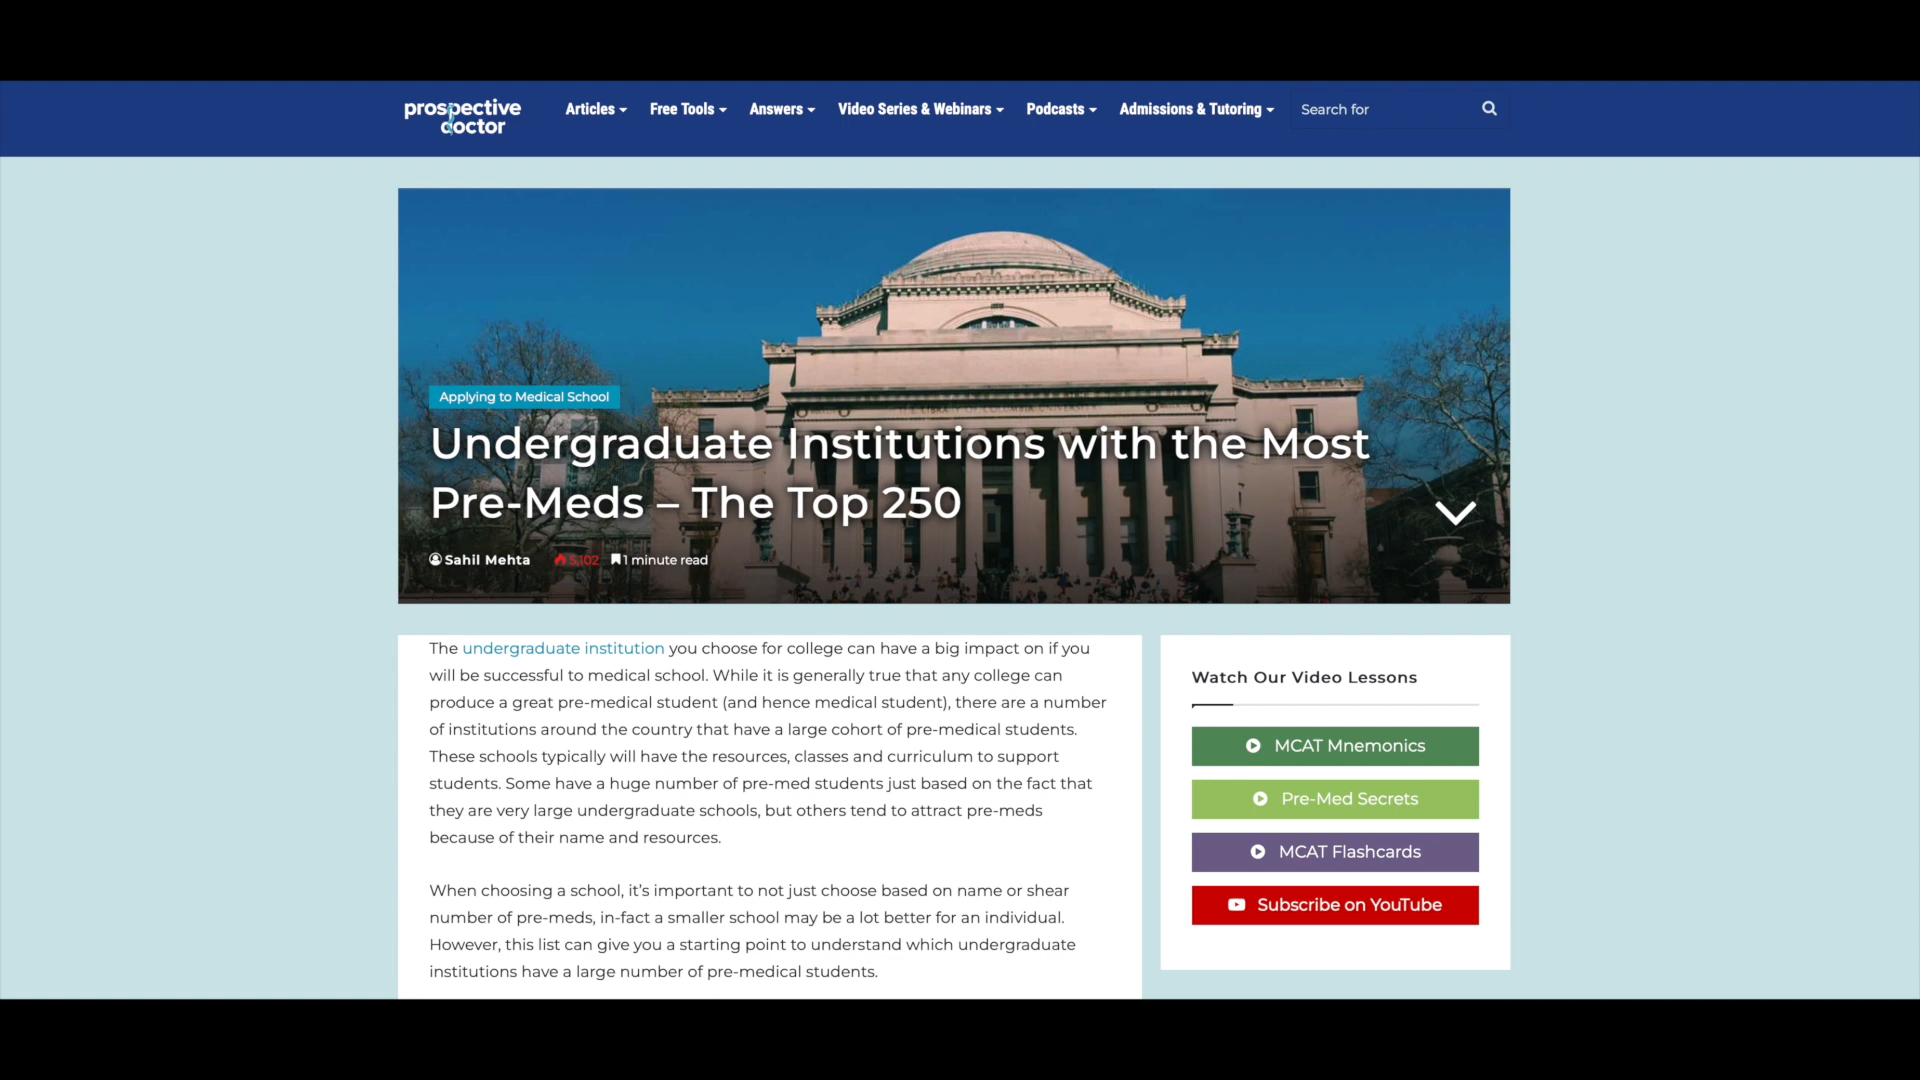 prospective
doctor
Articles
Free Tools
Answers
Video Series & Webinars
Podcasts
Admissions & Tutoring
Search for
THE LIBRARY OF COLUMBIA UNIVERSITY
Applying to Medical School
Undergraduate Institutions with the Most
Pre-Meds – The Top 250
Sahil Mehta 5,102 1 minute read
The undergraduate institution you choose for college can have a big impact on if you
will be successful to medical school. While it is generally true that any college can
produce a great pre-medical student (and hence medical student), there are a number
of institutions around the country that have a large cohort of pre-medical students.
These schools typically will have the resources, classes and curriculum to support
students. Some have a huge number of pre-med students just based on the fact that
they are very large undergraduate schools, but others tend to attract pre-meds
because of their name and resources.
When choosing a school, it’s important to not just choose based on name or shear
number of pre-meds, in-fact a smaller school may be a lot better for an individual.
However, this list can give you a starting point to understand which undergraduate
institutions have a large number of pre-medical students.
Watch Our Video Lessons
MCAT Mnemonics
Pre-Med Secrets
MCAT Flashcards
Subscribe on YouTube